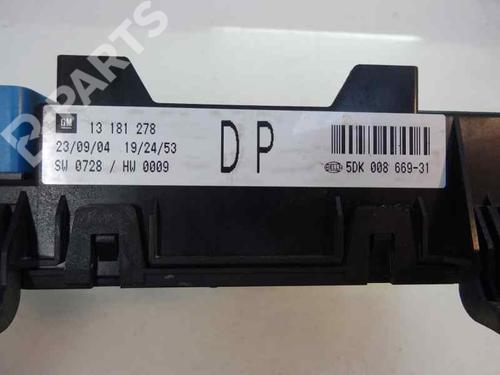 B-PARTS
GM
13 181 278
23/09/04 19/24/53
SW 0728 / HW 0009
DP
HELLA 5DK 008 669-31